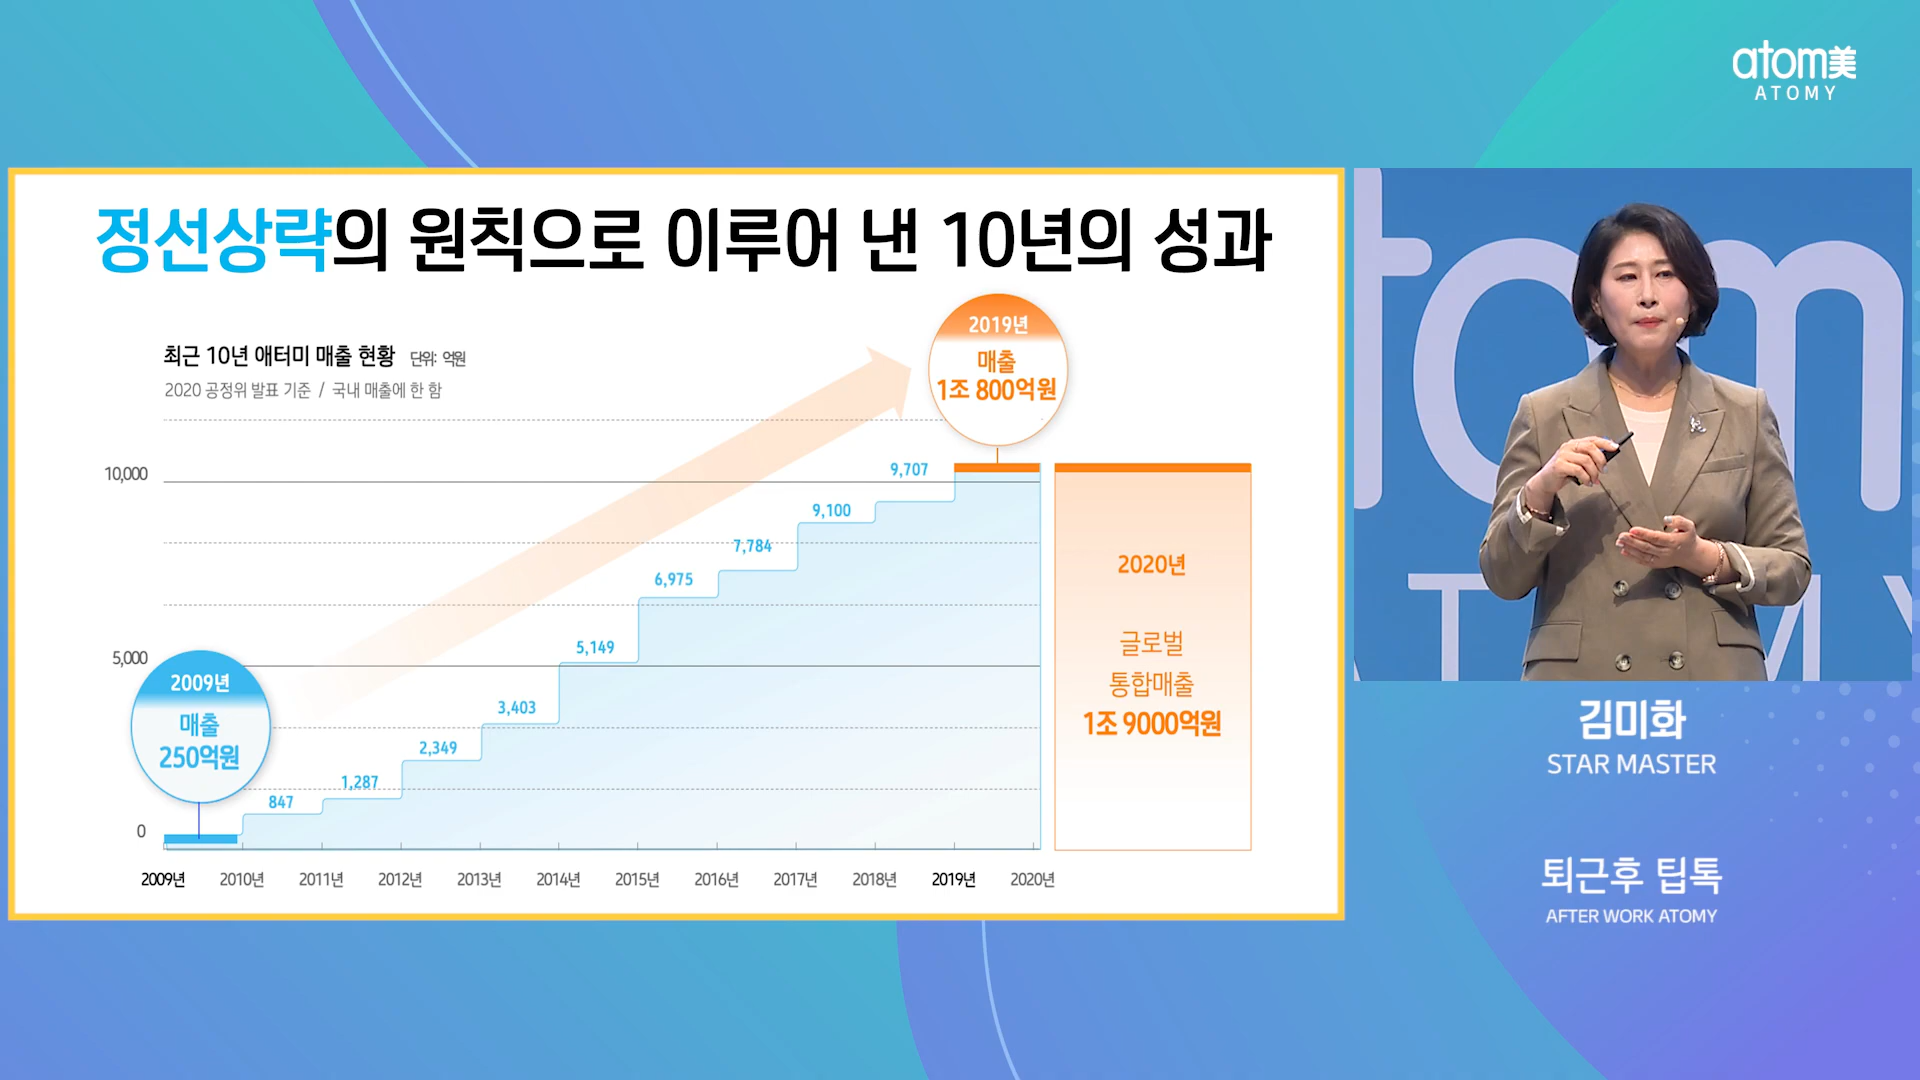 atom美
ATOMY
정선상략의 원칙으로 이루어 낸 10년의 성과
최근 10년 애터미 매출 현황 단위: 억원
2020 공정위 발표 기준 / 국내 매출에 한 함
2019년
매출
1조 800억원
10,000
5,000
0
2009년
매출
250억원
847
1,287
2,349
3,403
5,149
6,975
7,784
9,100
9,707
2020년
글로벌
통합매출
1조 9000억원
2009년 2010년 2011년 2012년 2013년 2014년 2015년 2016년 2017년 2018년 2019년 2020년
atom
ATOMY
김미화
STAR MASTER
퇴근후 팁톡
AFTER WORK ATOMY